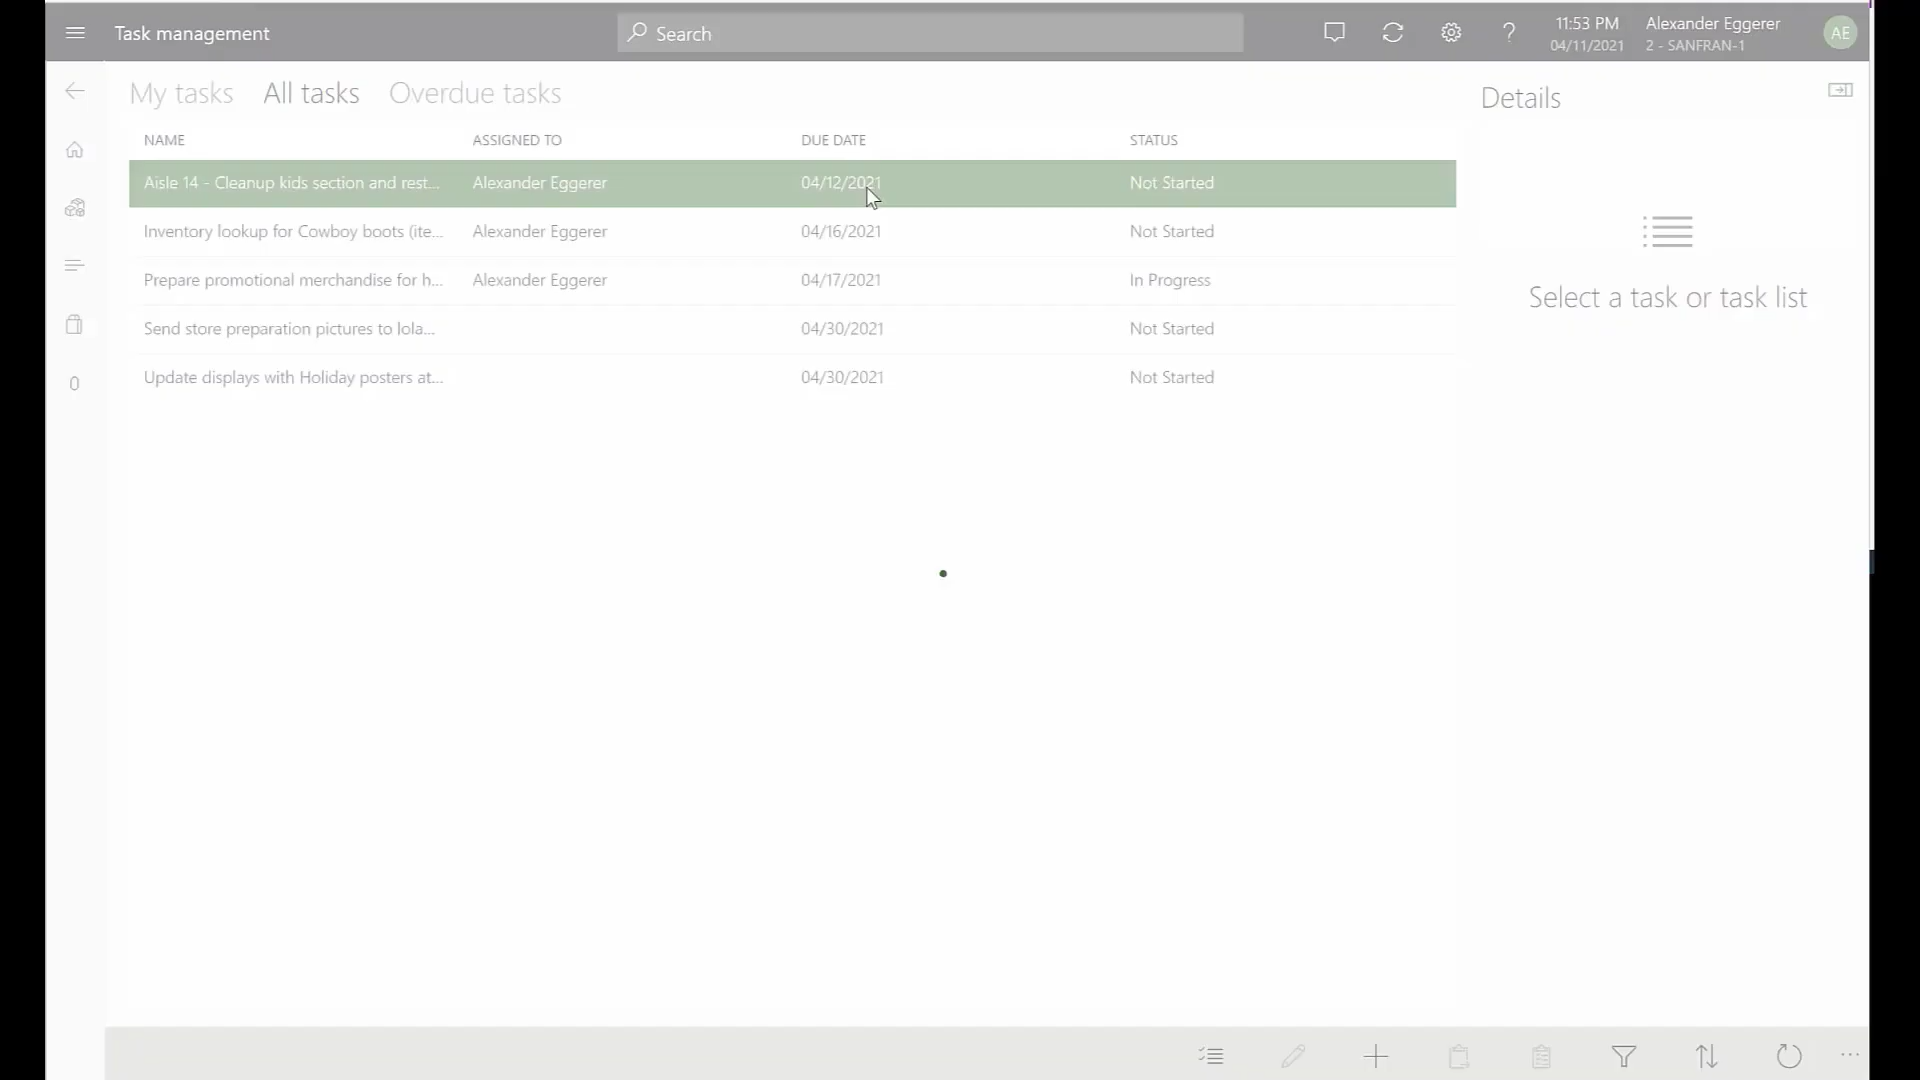 Task management
Search
?
11:53 PM
04/11/2021
Alexander Eggerer
2 - SANFRAN-1
AE
My tasks All tasks Overdue tasks
Details
NAME ASSIGNED TO DUE DATE STATUS
Aisle 14 - Cleanup kids section and rest... Alexander Eggerer 04/12/2021 Not Started
Inventory lookup for Cowboy boots (ite... Alexander Eggerer 04/16/2021 Not Started
Prepare promotional merchandise for h... Alexander Eggerer 04/17/2021 In Progress
Send store preparation pictures to lola... 04/30/2021 Not Started
Update displays with Holiday posters at... 04/30/2021 Not Started
Select a task or task list
0